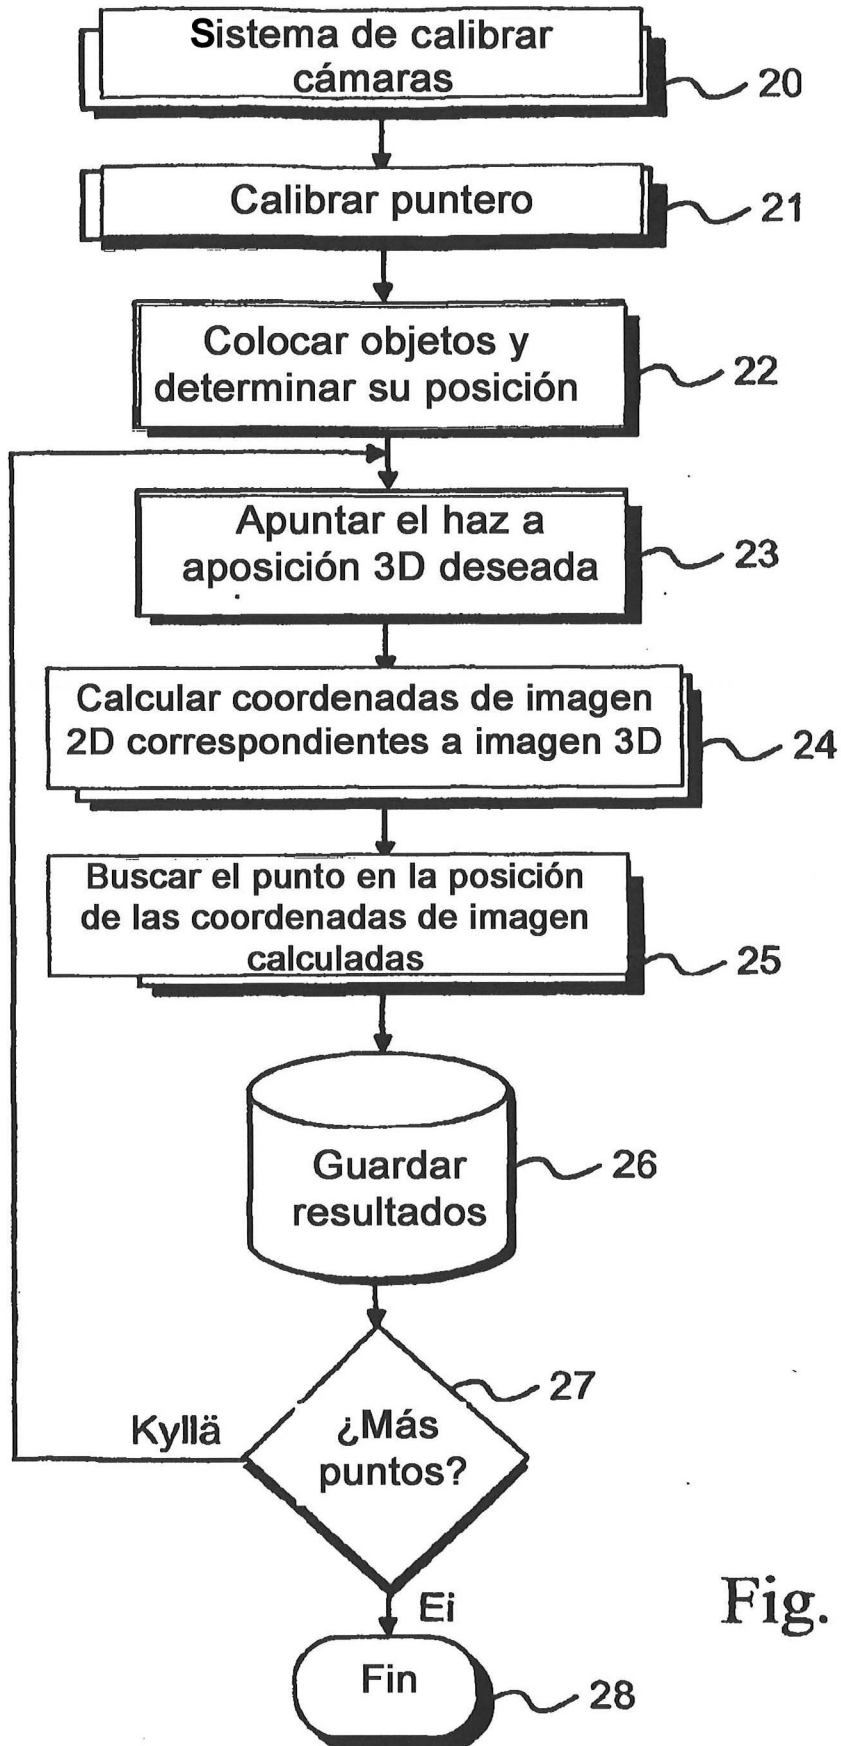 Sistema de calibrar
cámaras
20
Calibrar puntero
21
Colocar objetos y
determinar su posición
22
Apuntar el haz a
aposición 3D deseada
23
Calcular coordenadas de imagen
2D correspondientes a imagen 3D
24
Buscar el punto en la posición
de las coordenadas de imagen
calculadas
25
Guardar
resultados
26
27
Kyllä
¿Más
puntos?
Ei
Fig.
Fin
28